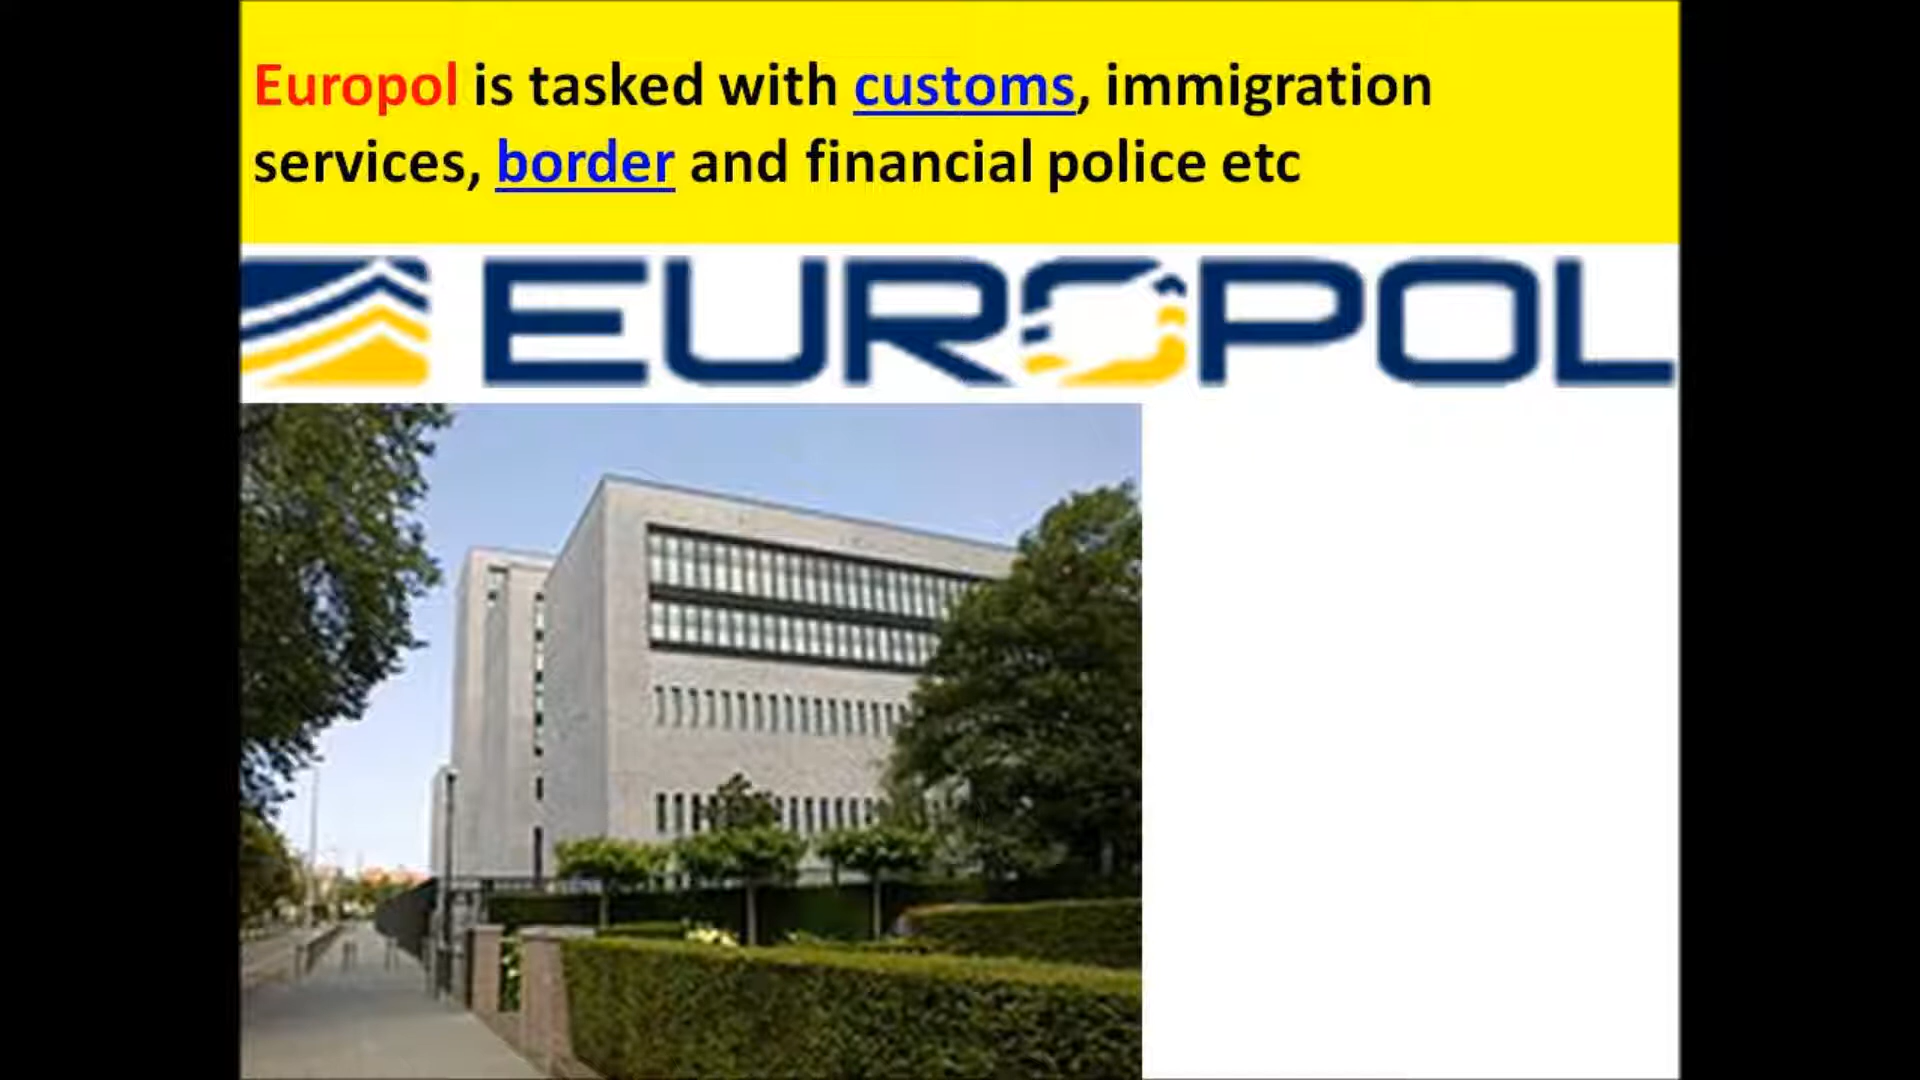 Europol is tasked with customs, immigration
services, border and financial police etc
EUROPOL